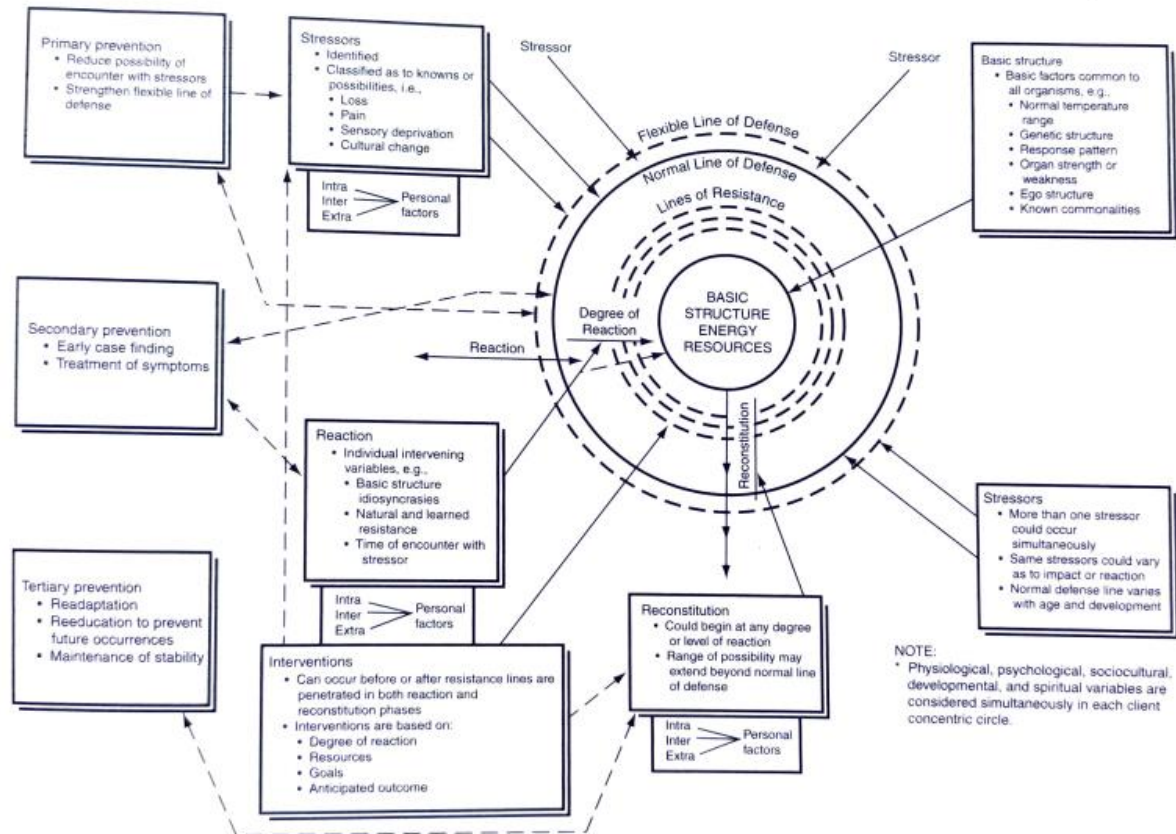 Primary prevention
• Reduce possibility of
encounter with stressors
• Strengthen flexible line of
defense
Stressors
• Identified
• Classified as to knowns or
possibilities, i.e.,
• Loss
• Pain
• Sensory deprivation
• Cultural change
Intra
Inter
Extra
Personal
factors
Stressor
Stressor
Basic structure
• Basic factors common to
all organisms, e.g.,
• Normal temperature
range
• Genetic structure
• Response pattern
• Organ strength or
weakness
• Ego structure
• Known commonalities
Flexible Line of Defense
Normal Line of Defense
Lines of Resistance
BASIC
STRUCTURE
ENERGY
RESOURCES
Degree of
Reaction
Reaction
Reconstitution
Secondary prevention
• Early case finding
• Treatment of symptoms
Reaction
• Individual intervening
variables, e.g.,
• Basic structure
idiosyncrasies
• Natural and learned
resistance
• Time of encounter with
stressor
Intra
Inter
Extra
Personal
factors
Stressors
• More than one stressor
could occur
simultaneously
• Same stressors could vary
as to impact or reaction
• Normal defense line varies
with age and development
Tertiary prevention
• Readaptation
• Reeducation to prevent
future occurrences
• Maintenance of stability
Interventions
• Can occur before or after resistance lines are
penetrated in both reaction and
reconstitution phases
• Interventions are based on:
• Degree of reaction
• Resources
• Goals
• Anticipated outcome
Reconstitution
• Could begin at any degree
or level of reaction
• Range of possibility may
extend beyond normal line
of defense
Intra
Inter
Extra
Personal
factors
NOTE:
* Physiological, psychological, sociocultural,
developmental, and spiritual variables are
considered simultaneously in each client
concentric circle.